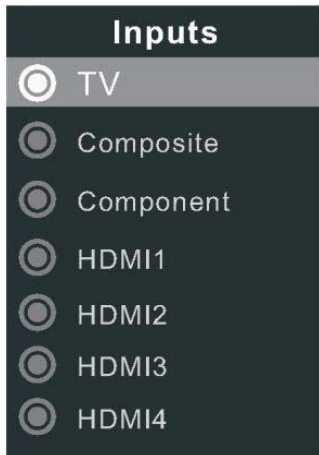 Inputs
TV
Composite
Component
HDMI1
HDMI2
HDMI3
HDMI4